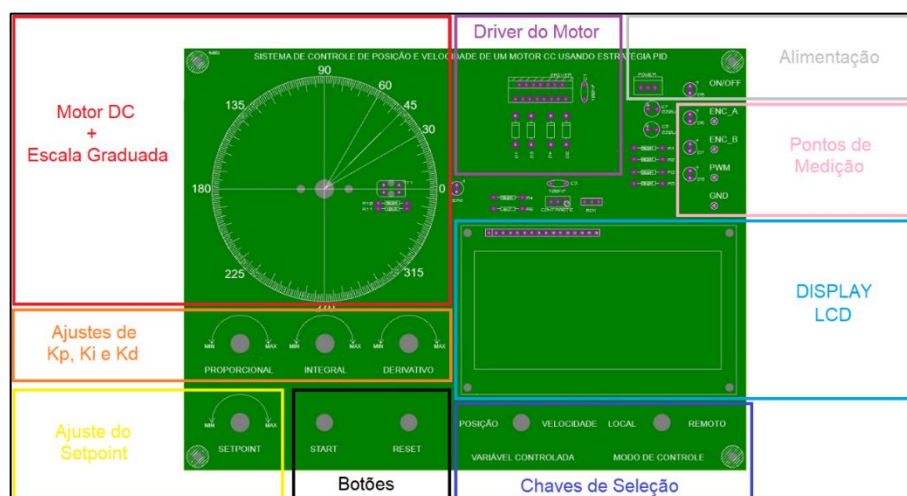 Driver do Motor
Alimentação
SISTEMA DE CONTROLE DE POSIÇÃO E VELOCIDADE DE UM MOTOR CC USANDO ESTRATÉGIA PID
Motor DC
+
Escala Graduada
90
60
45
30
0
135
180
225
270
315
POWER
ON/OFF
ENC_A
ENC_B
PWM
GND
Pontos de
Medição
CONTRASTE
DISPLAY
LCD
Ajustes de
Kp, Ki e Kd
MIN
MAX
PROPORCIONAL
MIN
MAX
INTEGRAL
MIN
MAX
DERIVATIVO
Ajuste do
Setpoint
MIN
MAX
SETPOINT
START
RESET
Botões
POSIÇÃO
VELOCIDADE
LOCAL
REMOTO
VARIÁVEL CONTROLADA
MODO DE CONTROLE
Chaves de Seleção